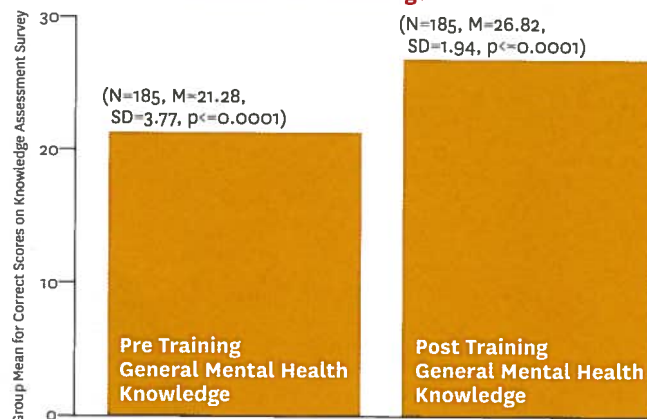 30
(N=185, M=26.82,
SD=1.94, p<=0.0001)
(N=185, M=21.28,
SD=3.77, p<=0.0001)
20
10
0
Group Mean for Correct Scores on Knowledge Assessment Survey
Pre Training
General Mental Health
Knowledge
Post Training
General Mental Health
Knowledge